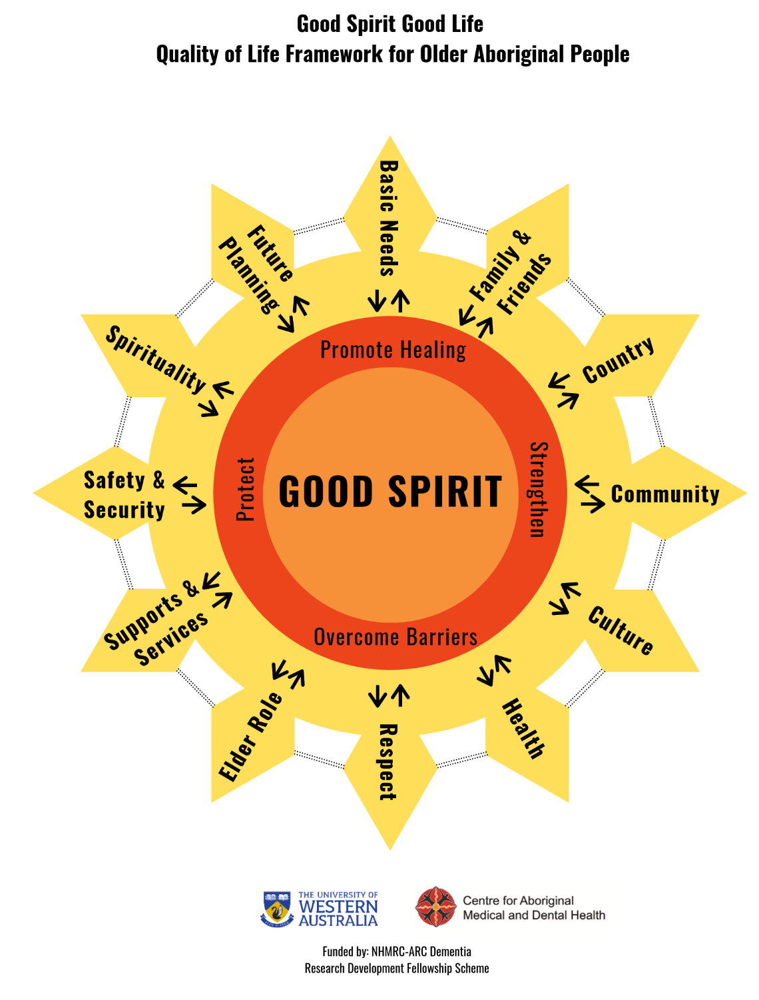 Good Spirit Good Life
Quality of Life Framework for Older Aboriginal People
Basic Needs
Family &
Friends
Country
Community
Culture
Health
Respect
Elder Role
Supports &
Services
Safety &
Security
Spirituality
Future
Planning
Promote Healing
Strengthen
Overcome Barriers
Protect
GOOD SPIRIT
THE UNIVERSITY OF
WESTERN
AUSTRALIA
Centre for Aboriginal
Medical and Dental Health
Funded by: NHMRC-ARC Dementia
Research Development Fellowship Scheme